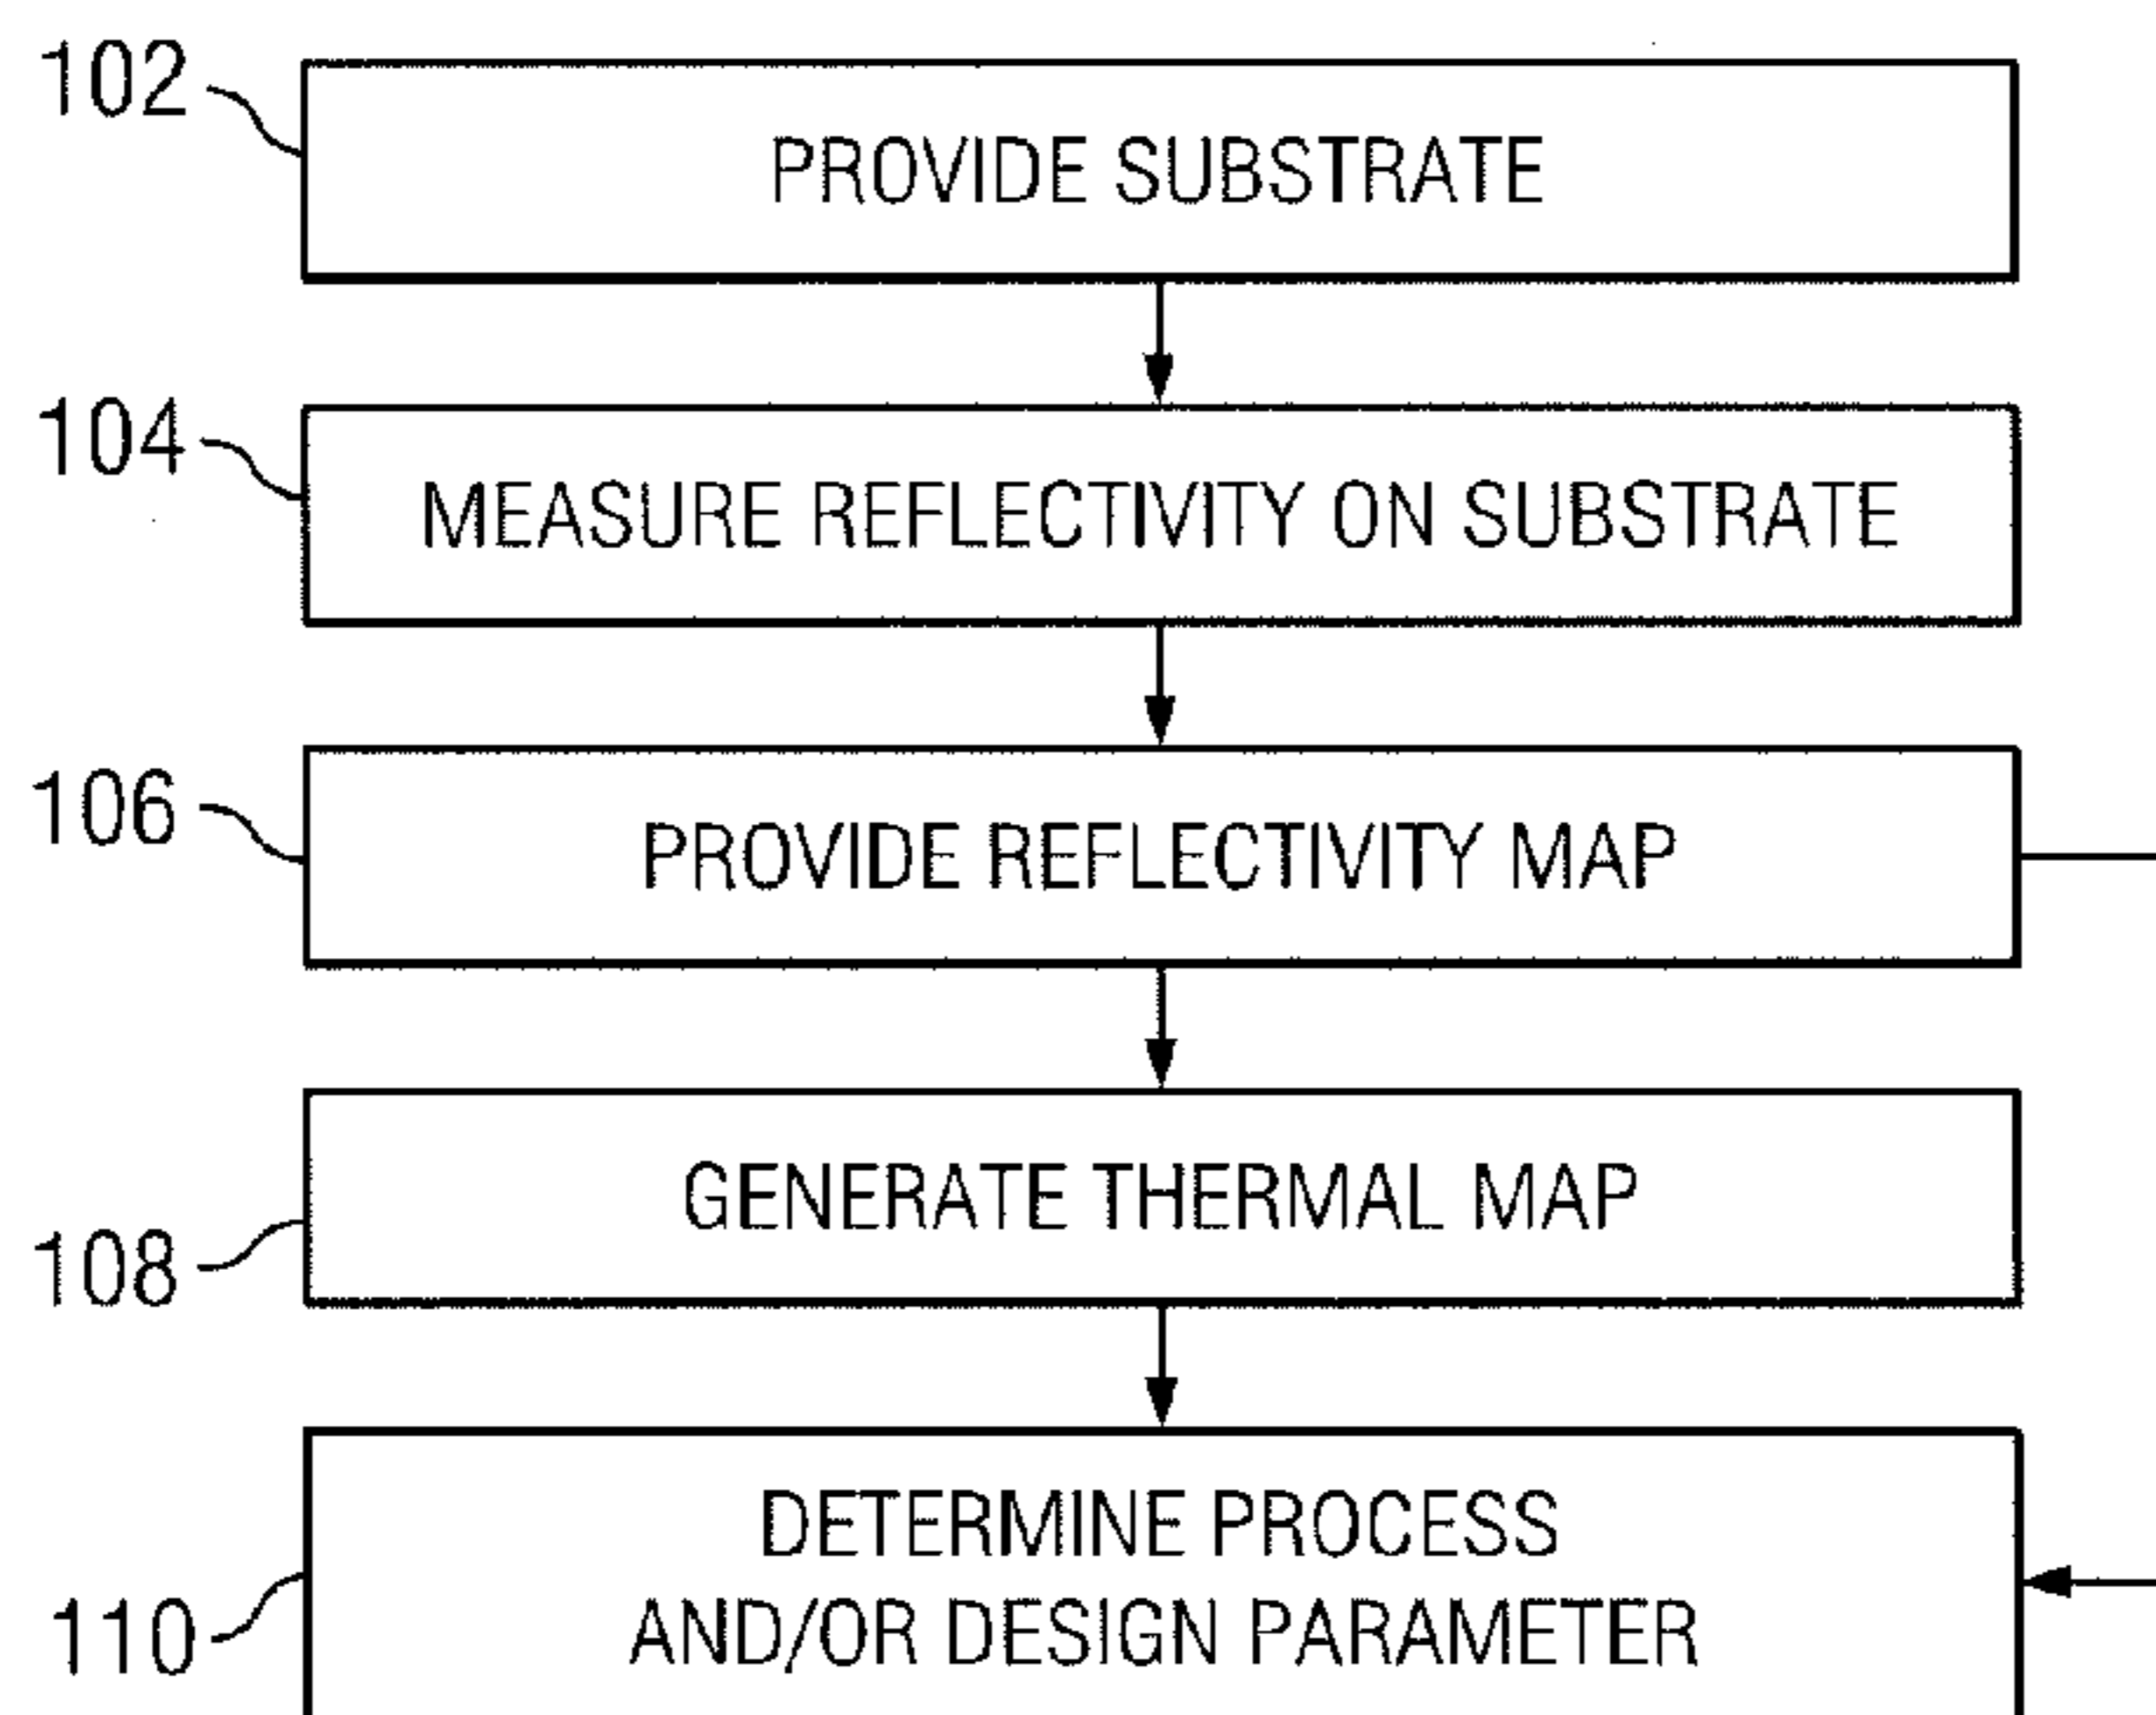 102
PROVIDE SUBSTRATE
104
MEASURE REFLECTIVITY ON SUBSTRATE
106
PROVIDE REFLECTIVITY MAP
GENERATE THERMAL MAP
108
DETERMINE PROCESS
AND/OR DESIGN PARAMETER
110